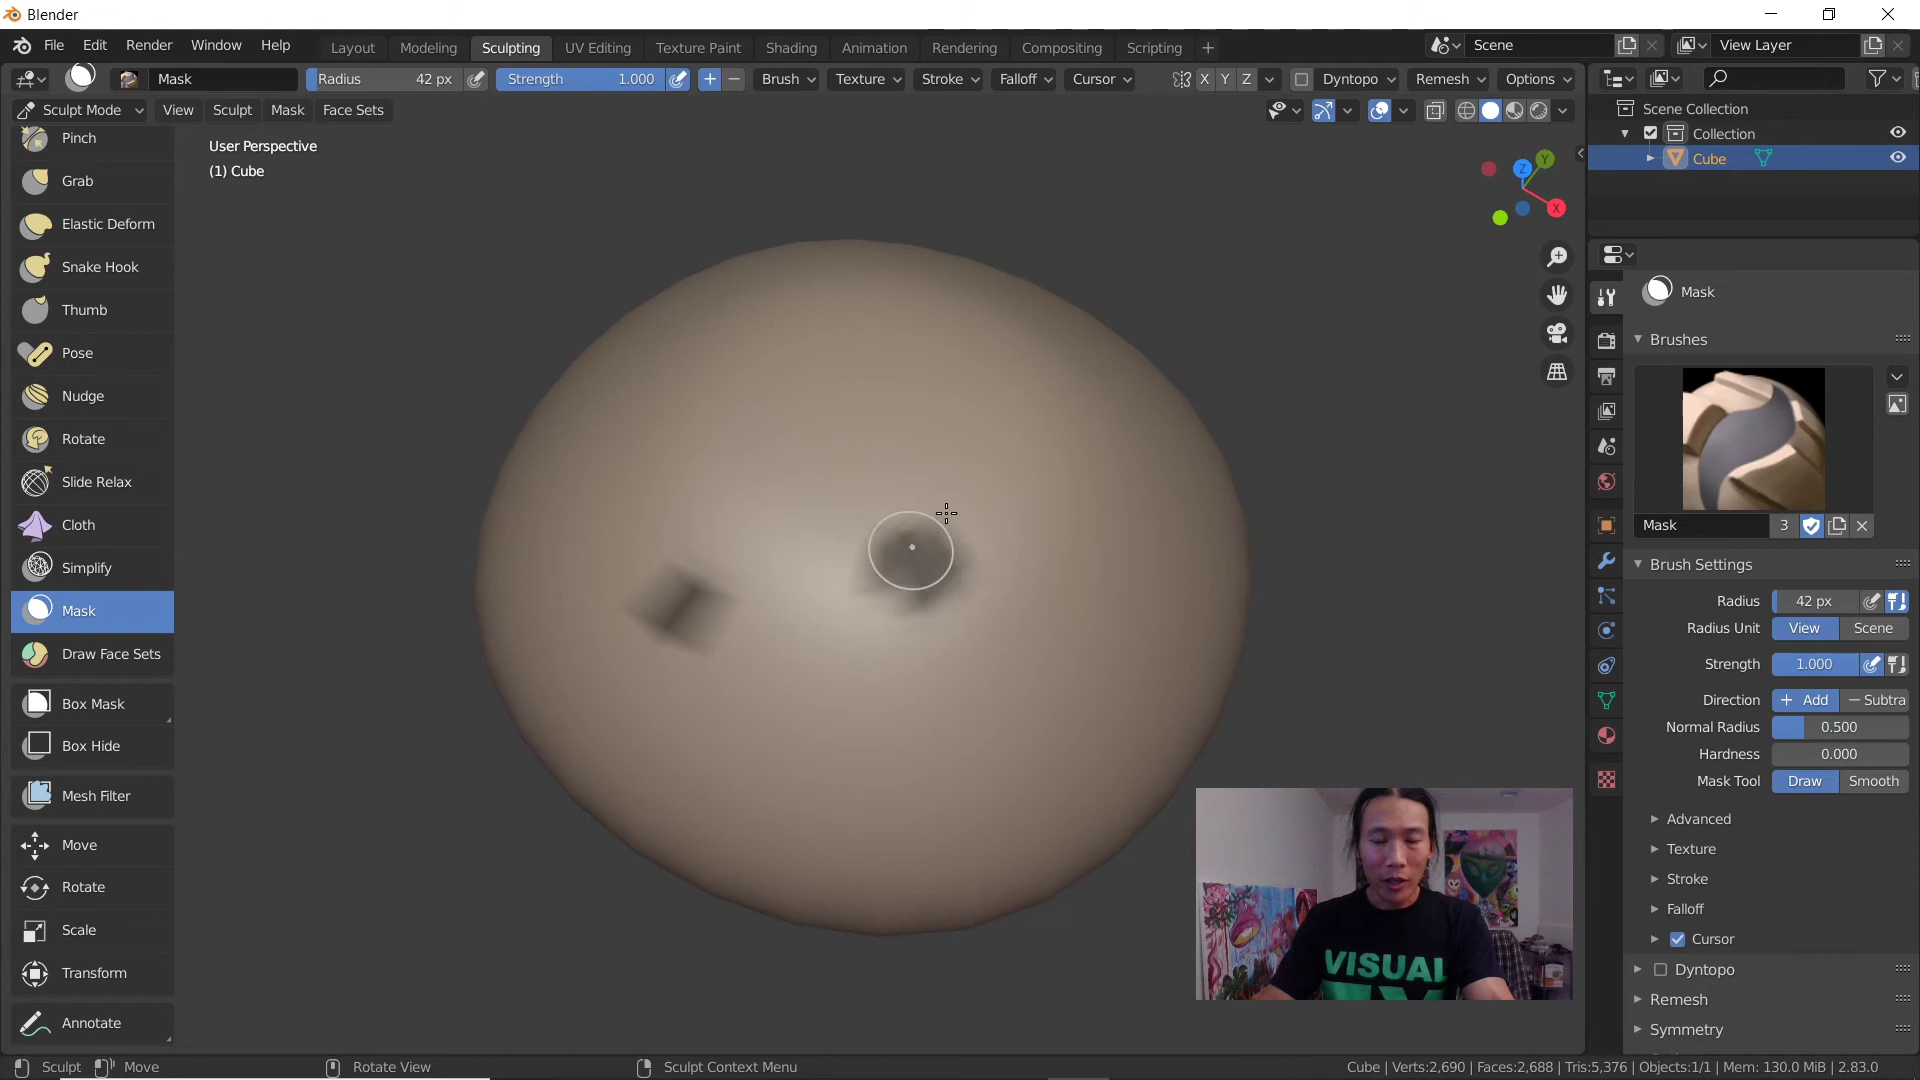 Blender
File Edit Render Window Help Layout Modeling Sculpting UV Editing Texture Paint Shading Animation Rendering Compositing Scripting + Scene View Layer
Mask Radius 42 px Strength 1.000 Brush Texture Stroke Falloff Cursor X Y Z Dyntopo Remesh Options
Sculpt Mode View Sculpt Mask Face Sets
Scene Collection
Collection
Cube
User Perspective
(1) Cube
Z
Y
X
Pinch
Grab
Elastic Deform
Snake Hook
Thumb
Pose
Nudge
Rotate
Slide Relax
Cloth
Simplify
Mask
Draw Face Sets
Box Mask
Box Hide
Mesh Filter
Move
Rotate
Scale
Transform
Annotate
Mask
Brushes
Mask 3
Brush Settings
Radius 42 px
Radius Unit View Scene
Strength 1.000
Direction + Add − Subtra
Normal Radius 0.500
Hardness 0.000
Mask Tool Draw Smooth
Advanced
Texture
Stroke
Falloff
Cursor
Dyntopo
Remesh
Symmetry
VISUAL
Sculpt Move Rotate View Sculpt Context Menu Cube | Verts:2,690 | Faces:2,688 | Tris:5,376 | Objects:1/1 | Mem: 130.0 MiB | 2.83.0